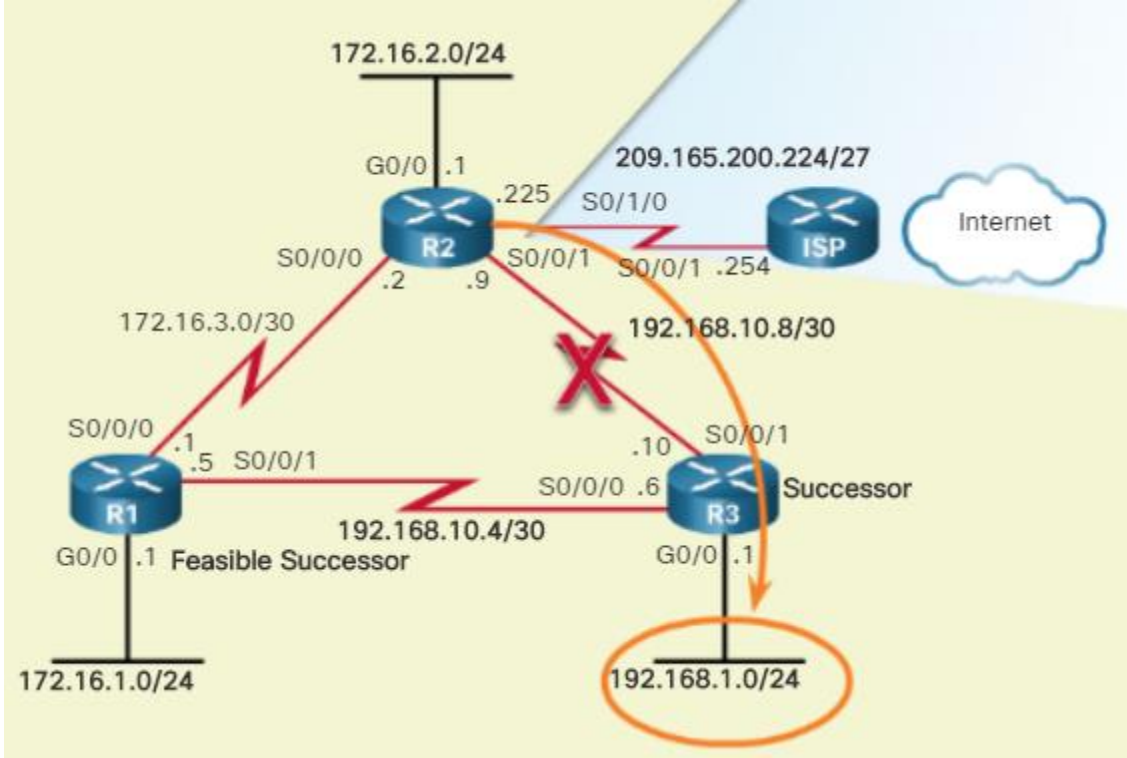 172.16.2.0/24
G0/0 .1
.225
S0/1/0
209.165.200.224/27
Internet
R2
ISP
S0/0/0
.2
.9
S0/0/1
S0/0/1 .254
172.16.3.0/30
192.168.10.8/30
X
S0/0/0
.1
.5
S0/0/1
.10
S0/0/1
S0/0/0 .6
R1
R3
Successor
192.168.10.4/30
G0/0 .1
Feasible Successor
G0/0 .1
172.16.1.0/24
192.168.1.0/24